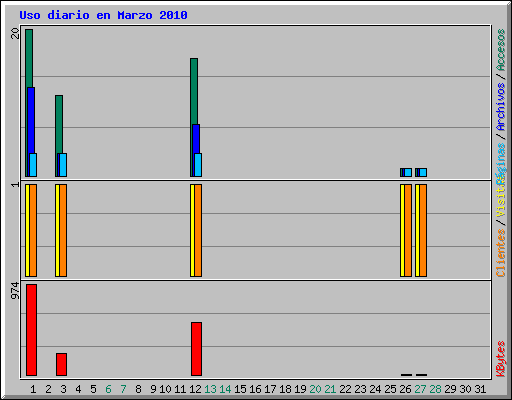 Uso diario en Marzo 2010
20
1
974
Clientes / Visitas
Páginas / Archivos / Accesos
KBytes
1 2 3 4 5 6 7 8 9 10 11 12 13 14 15 16 17 18 19 20 21 22 23 24 25 26 27 28 29 30 31